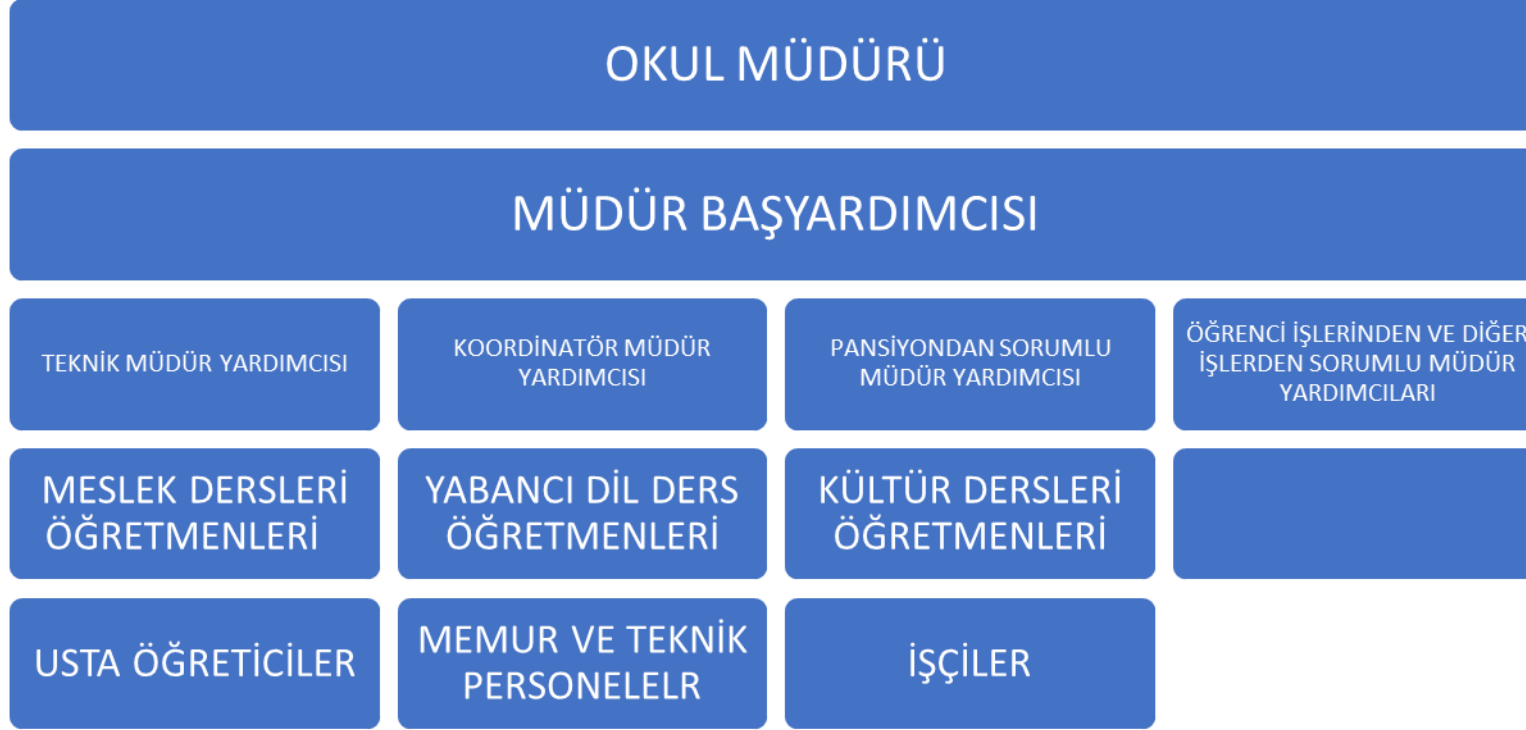 OKUL MÜDÜRÜ
MÜDÜR BAŞYARDIMCISI
TEKNİK MÜDÜR YARDIMCISI
KOORDİNATÖR MÜDÜR
YARDIMCISI
PANSİYONDAN SORUMLU
MÜDÜR YARDIMCISI
ÖĞRENCİ İŞLERİNDEN VE DİĞER
İŞLERDEN SORUMLU MÜDÜR
YARDIMCILARI
MESLEK DERSLERİ
ÖĞRETMENLERİ
YABANCI DİL DERS
ÖĞRETMENLERİ
KÜLTÜR DERSLERİ
ÖĞRETMENLERİ
USTA ÖĞRETİCİLER
MEMUR VE TEKNİK
PERSONELELR
İŞÇİLER